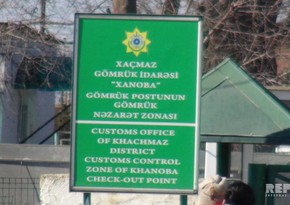 XAÇMAZ
GÖMRÜK İDARƏSİ
"XANOBA"
GÖMRÜK POSTUNUN
GÖMRÜK
NƏZARƏT ZONASI
CUSTOMS OFFICE
OF KHACHMAZ
DISTRICT
CUSTOMS CONTROL
ZONE OF KHANOBA
CHECK-OUT POINT